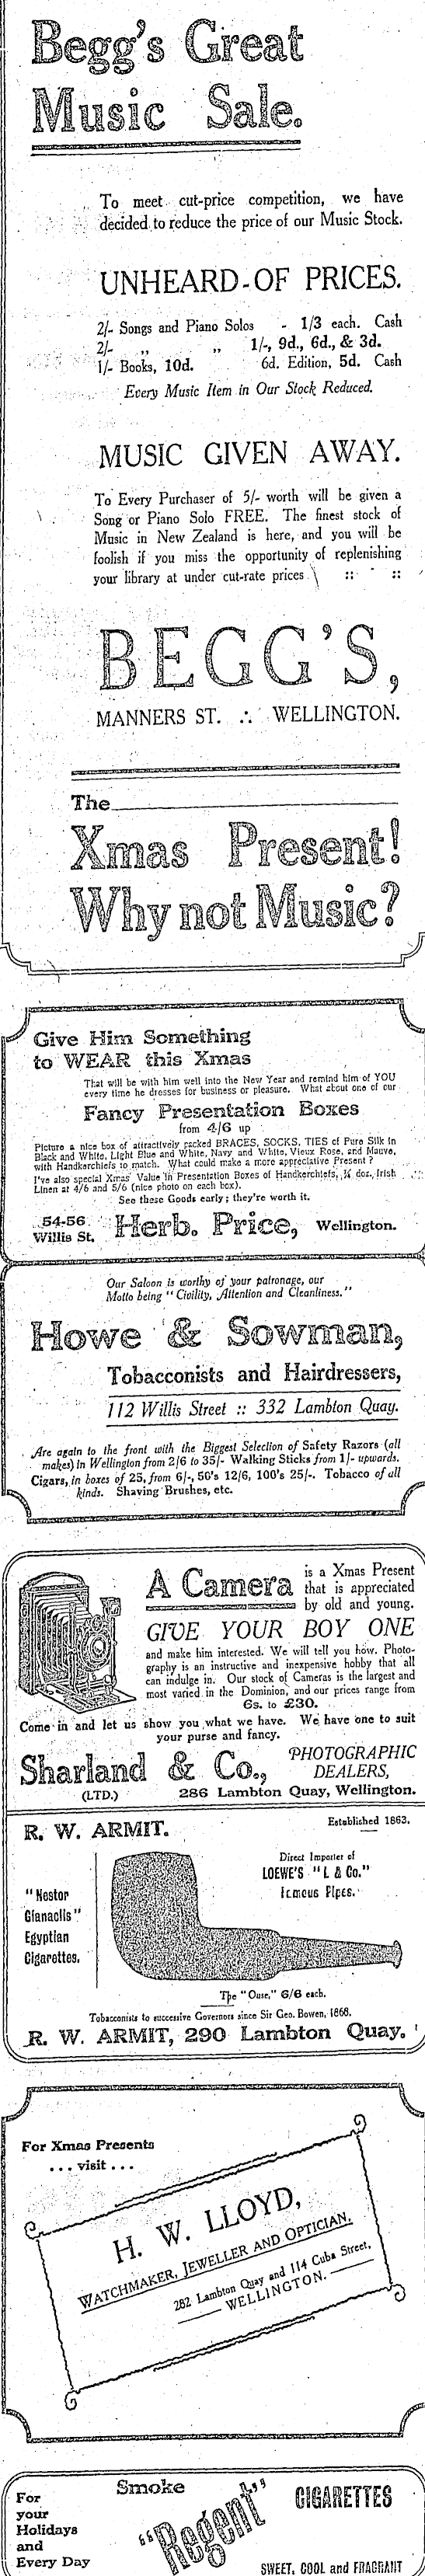 Begg's Great
Music Sale.
To meet cut-price competition, we have
decided to reduce the price of our Music Stock.
UNHEARD-OF PRICES.
2/- Songs and Piano Solos - 1/3 each. Cash
2/- ,, ,, 1/-, 9d., 6d., & 3d.
1/- Books, 10d. 6d. Edition, 5d. Cash
Every Music Item in Our Stock Reduced.
MUSIC GIVEN AWAY.
To Every Purchaser of 5/- worth will be given a
Song or Piano Solo FREE. The finest stock of
Music in New Zealand is here, and you will be
foolish if you miss the opportunity of replenishing
your library at under cut-rate prices :: ::
BEGG'S,
MANNERS ST. ∴ WELLINGTON.
The
Xmas Present!
Why not Music?
Give Him Something
to WEAR this Xmas
That will be with him well into the New Year and remind him of YOU
every time he dresses for business or pleasure. What about one of our
Fancy Presentation Boxes
from 4/6 up
Picture a nice box of attractively packed BRACES, SOCKS, TIES of Pure Silk in
Black and White, Light Blue and White, Navy and White, Vieux Rose, and Mauve,
with Handkerchiefs to match. What could make a more appreciative Present ?
I've also special Xmas Value in Presentation Boxes of Handkerchiefs, ½ doz., Irish
Linen at 4/6 and 5/6 (nice photo on each box).
See these Goods early; they're worth it.
54-56
Willis St. Herb. Price, Wellington.
Our Saloon is worthy of your patronage, our
Motto being "Civility, Attention and Cleanliness."
Howe & Sowman,
Tobacconists and Hairdressers,
112 Willis Street :: 332 Lambton Quay.
Are again to the front with the Biggest Selection of Safety Razors (all
makes) in Wellington from 2/6 to 35/- Walking Sticks from 1/- upwards.
Cigars, in boxes of 25, from 6/-, 50's 12/6, 100's 25/-. Tobacco of all
kinds. Shaving Brushes, etc.
A Camera is a Xmas Present
that is appreciated
by old and young.
GIVE YOUR BOY ONE
and make him interested. We will tell you how. Photo-
graphy is an instructive and inexpensive hobby that all
can indulge in. Our stock of Cameras is the largest and
most varied in the Dominion, and our prices range from
6s. to £30.
Come in and let us show you what we have. We have one to suit
your purse and fancy.
Sharland & Co., PHOTOGRAPHIC
DEALERS,
(LTD.) 286 Lambton Quay, Wellington.
R. W. ARMIT. Established 1863.
Direct Importer of
LOEWE'S "L & Co."
Famous Pipes.
"Nestor
Gianaclis"
Egyptian
Cigarettes.
The "Ouse," 6/6 each.
Tobacconists to successive Governors since Sir Geo. Bowen, 1868.
R. W. ARMIT, 290 Lambton Quay.
For Xmas Presents
... visit ...
H. W. LLOYD,
WATCHMAKER, JEWELLER AND OPTICIAN.
282 Lambton Quay and 114 Cuba Street,
WELLINGTON.
For
your
Holidays
and
Every Day
Smoke
"Regent"
CIGARETTES
SWEET, COOL and FRAGRANT